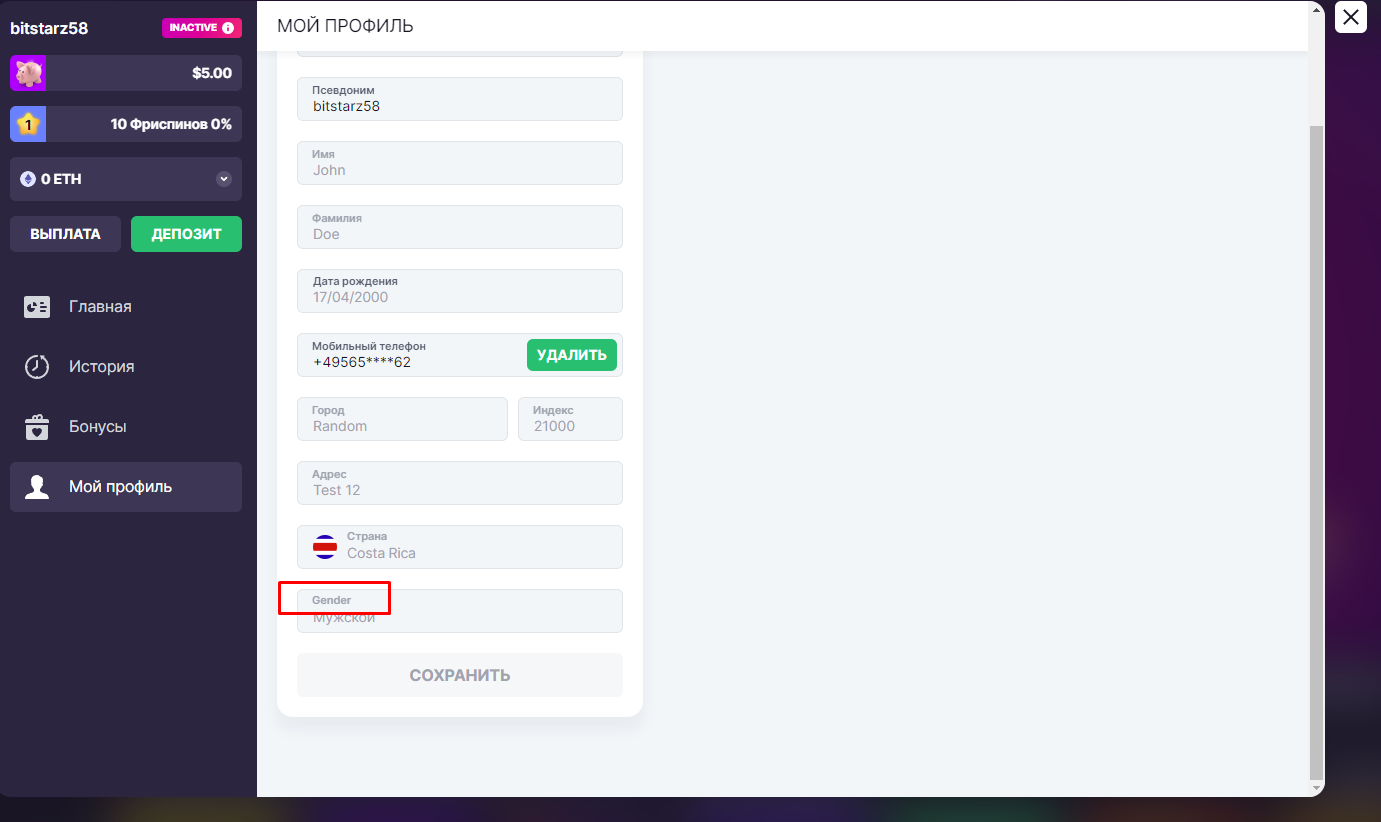 bitstarz58
INACTIVE i
$5.00
1
10 Фриспинов 0%
0 ETH
ВЫПЛАТА
ДЕПОЗИТ
Главная
История
Бонусы
Мой профиль
МОЙ ПРОФИЛЬ
Псевдоним
bitstarz58
Имя
John
Фамилия
Doe
Дата рождения
17/04/2000
Мобильный телефон
+49565****62
УДАЛИТЬ
Город
Random
Индекс
21000
Адрес
Test 12
Страна
Costa Rica
Gender
Мужской
СОХРАНИТЬ